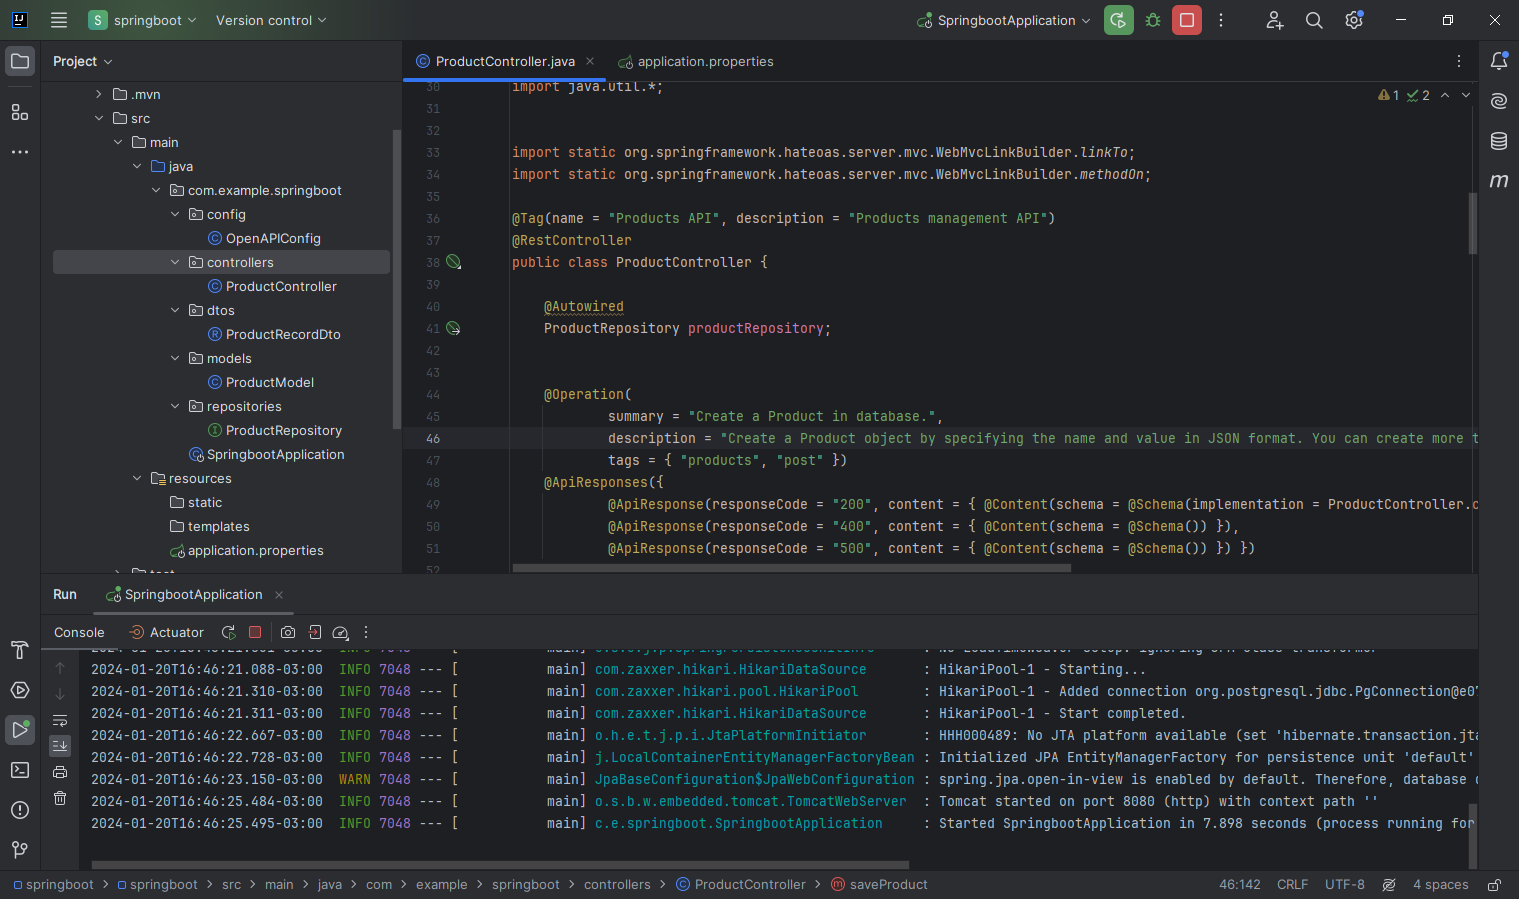 springboot
Version control
SpringbootApplication
Project
ProductController.java
application.properties
.mvn
src
main
java
com.example.springboot
config
OpenAPIConfig
controllers
ProductController
dtos
ProductRecordDto
models
ProductModel
repositories
ProductRepository
SpringbootApplication
resources
static
templates
application.properties
1 2
30 import java.util.*;
31
32
33 import static org.springframework.hateoas.server.mvc.WebMvcLinkBuilder.linkTo;
34 import static org.springframework.hateoas.server.mvc.WebMvcLinkBuilder.methodOn;
35
36 @Tag(name = "Products API", description = "Products management API")
37 @RestController
38 public class ProductController {
39
40 @Autowired
41 ProductRepository productRepository;
42
43
44 @Operation(
45 summary = "Create a Product in database.",
46 description = "Create a Product object by specifying the name and value in JSON format. You can create more t
47 tags = { "products", "post" })
48 @ApiResponses({
49 @ApiResponse(responseCode = "200", content = { @Content(schema = @Schema(implementation = ProductController.c
50 @ApiResponse(responseCode = "400", content = { @Content(schema = @Schema()) }),
51 @ApiResponse(responseCode = "500", content = { @Content(schema = @Schema()) }) })
52
Run
SpringbootApplication
Console
Actuator
2024-01-20T16:46:21.088-03:00 INFO 7048 --- [ main] com.zaxxer.hikari.HikariDataSource : HikariPool-1 - Starting...
2024-01-20T16:46:21.310-03:00 INFO 7048 --- [ main] com.zaxxer.hikari.pool.HikariPool : HikariPool-1 - Added connection org.postgresql.jdbc.PgConnection@e07
2024-01-20T16:46:21.311-03:00 INFO 7048 --- [ main] com.zaxxer.hikari.HikariDataSource : HikariPool-1 - Start completed.
2024-01-20T16:46:22.667-03:00 INFO 7048 --- [ main] o.h.e.t.j.p.i.JtaPlatformInitiator : HHH000489: No JTA platform available (set 'hibernate.transaction.jta
2024-01-20T16:46:22.728-03:00 INFO 7048 --- [ main] j.LocalContainerEntityManagerFactoryBean : Initialized JPA EntityManagerFactory for persistence unit 'default'
2024-01-20T16:46:23.150-03:00 WARN 7048 --- [ main] JpaBaseConfiguration$JpaWebConfiguration : spring.jpa.open-in-view is enabled by default. Therefore, database q
2024-01-20T16:46:25.484-03:00 INFO 7048 --- [ main] o.s.b.w.embedded.tomcat.TomcatWebServer : Tomcat started on port 8080 (http) with context path ''
2024-01-20T16:46:25.495-03:00 INFO 7048 --- [ main] c.e.springboot.SpringbootApplication : Started SpringbootApplication in 7.898 seconds (process running for
springboot > springboot > src > main > java > com > example > springboot > controllers > ProductController > saveProduct
46:142 CRLF UTF-8 4 spaces